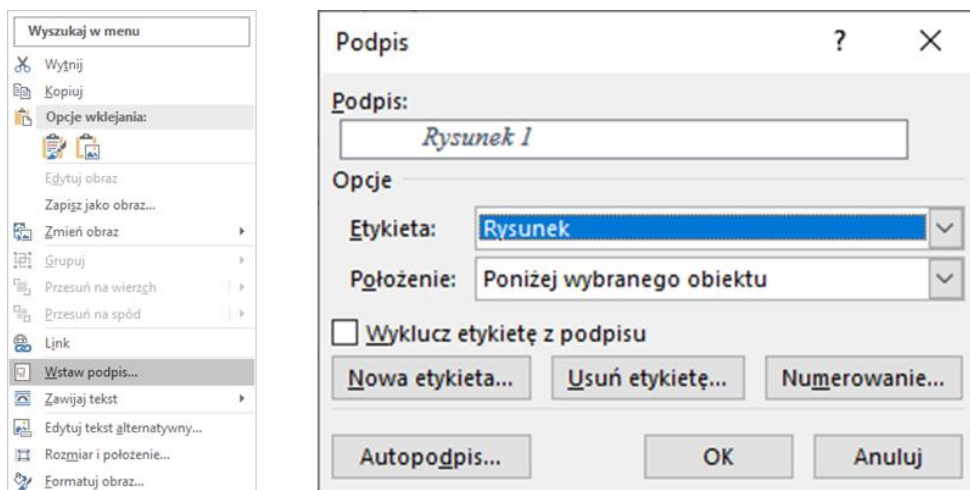 Wyszukaj w menu
Wytnij
Kopiuj
Opcje wklejania:
Edytuj obraz
Zapisz jako obraz...
Zmień obraz
Grupuj
Przesuń na wierzch
Przesuń na spód
Link
Wstaw podpis...
Zawijaj tekst
Edytuj tekst alternatywny...
Rozmiar i położenie...
Formatuj obraz...
Podpis ?
Podpis:
Rysunek 1
Opcje
Etykieta: Rysunek
Położenie: Poniżej wybranego obiektu
Wyklucz etykietę z podpisu
Nowa etykieta... Usuń etykietę... Numerowanie...
Autopodpis... OK Anuluj